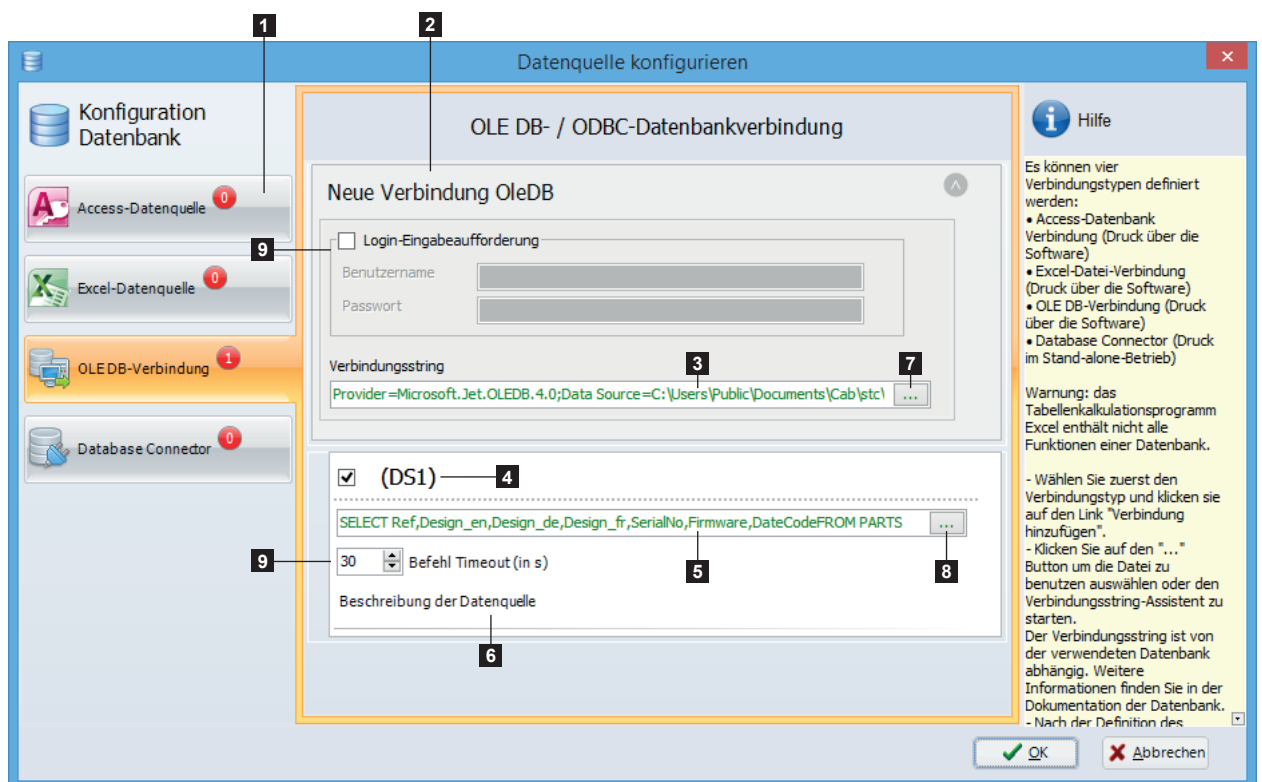 1
2
Datenquelle konfigurieren
Konfiguration
Datenbank
Access-Datenquelle
0
Excel-Datenquelle
0
OLE DB-Verbindung
1
Database Connector
0
OLE DB- / ODBC-Datenbankverbindung
Neue Verbindung OleDB
9
Login-Eingabeaufforderung
Benutzername
Passwort
Verbindungsstring
3
7
Provider=Microsoft.Jet.OLEDB.4.0;Data Source=C:\Users\Public\Documents\Cab\stc\
...
(DS1)
4
SELECT Ref,Design_en,Design_de,Design_fr,SerialNo,Firmware,DateCodeFROM PARTS
...
9
30
Befehl Timeout (in s)
5
8
Beschreibung der Datenquelle
6
Hilfe
Es können vier
Verbindungstypen definiert
werden:
• Access-Datenbank
Verbindung (Druck über die
Software)
• Excel-Datei-Verbindung
(Druck über die Software)
• OLE DB-Verbindung (Druck
über die Software)
• Database Connector (Druck
im Stand-alone-Betrieb)
Warnung: das
Tabellenkalkulationsprogramm
Excel enthält nicht alle
Funktionen einer Datenbank.
- Wählen Sie zuerst den
Verbindungstyp und klicken sie
auf den Link "Verbindung
hinzufügen".
- Klicken Sie auf den "..."
Button um die Datei zu
benutzen auswählen oder den
Verbindungsstring-Assistent zu
starten.
Der Verbindungsstring ist von
der verwendeten Datenbank
abhängig. Weitere
Informationen finden Sie in der
Dokumentation der Datenbank.
- Nach der Definition des
OK
Abbrechen